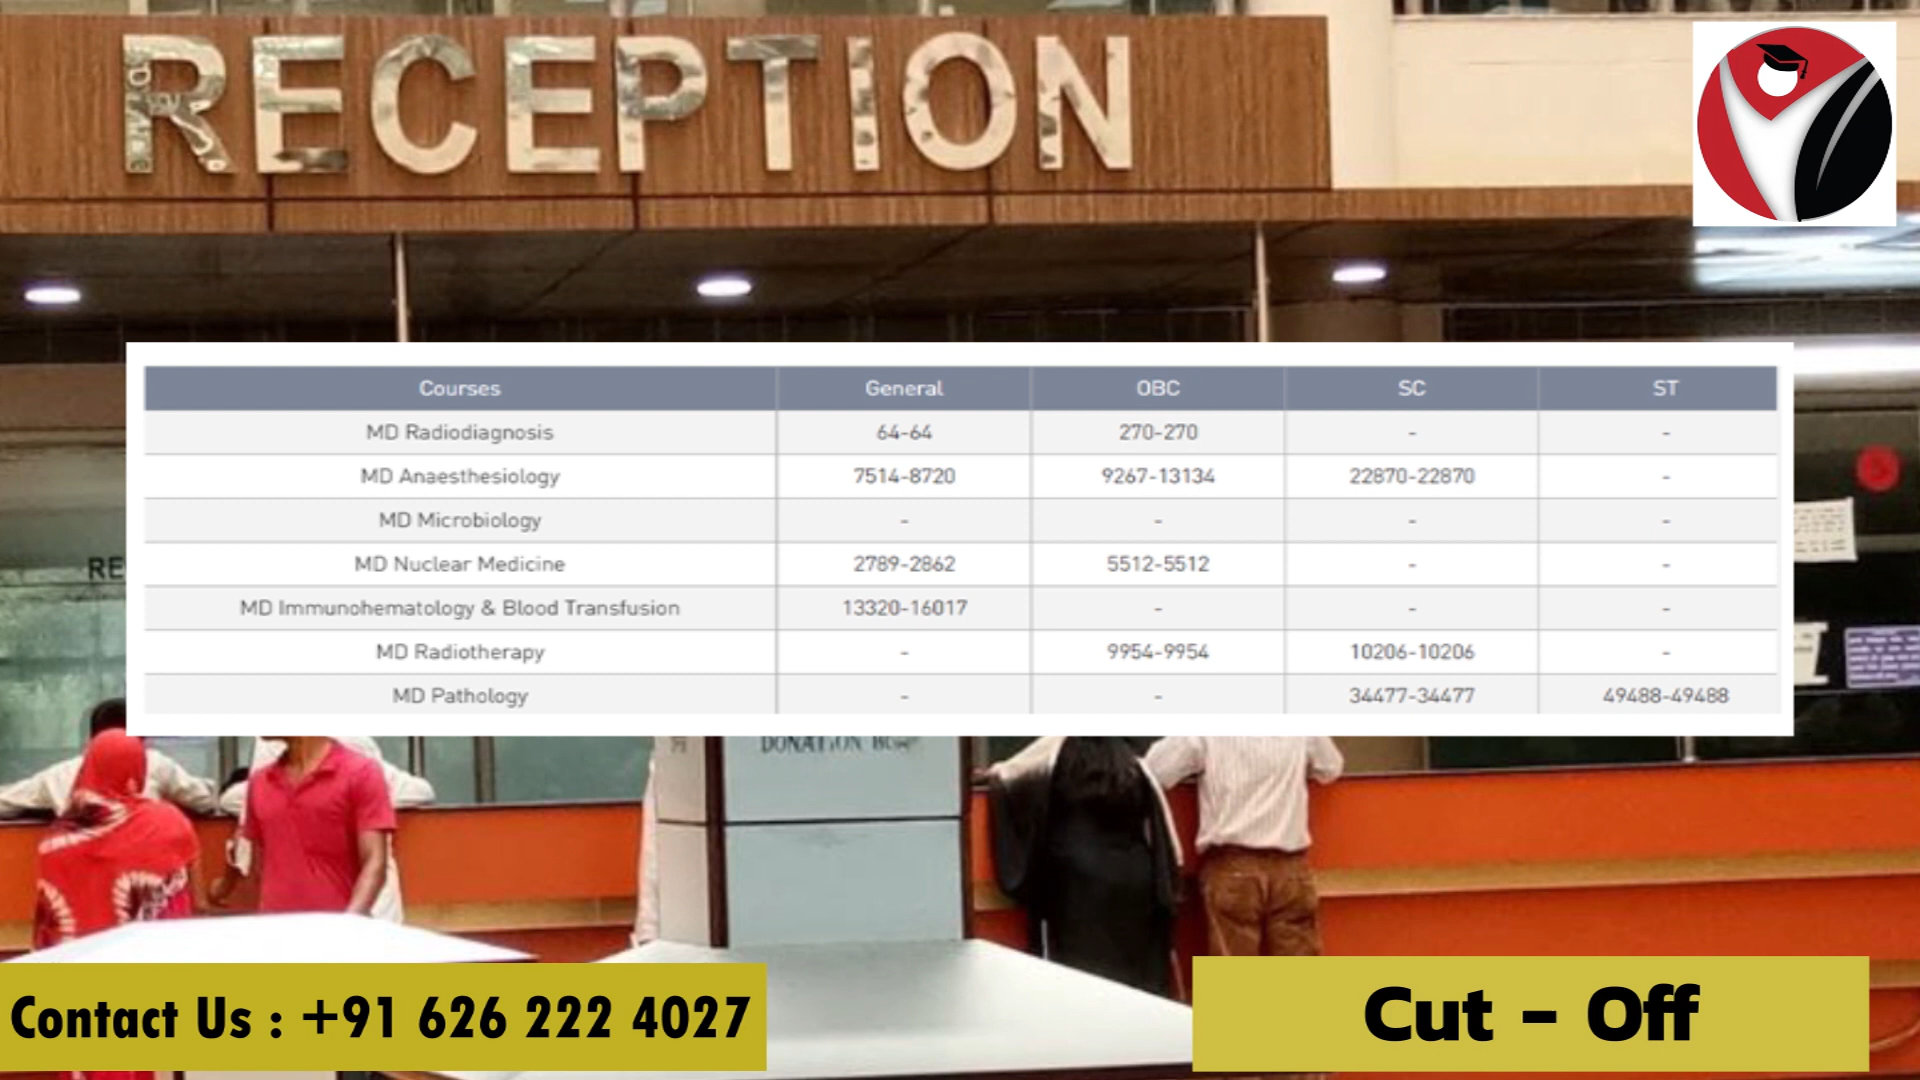 RECEPTION
Courses General OBC SC ST
MD Radiodiagnosis 64-64 270-270 - -
MD Anaesthesiology 7514-8720 9267-13134 22870-22870 -
MD Microbiology - - - -
MD Nuclear Medicine 2789-2862 5512-5512 - -
MD Immunohematology & Blood Transfusion 13320-16017 - - -
MD Radiotherapy - 9954-9954 10206-10206 -
MD Pathology - - 34477-34477 49488-49488
RE
DONATION
Contact Us : +91 626 222 4027
Cut - Off